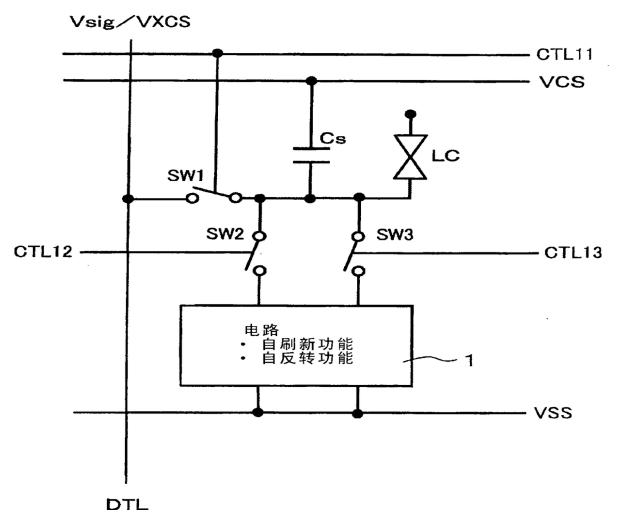 Vsig/VXCS
CTL11
VCS
Cs
LC
SW1
SW2
SW3
CTL12
CTL13
电路
・ 自刷新功能
・ 自反转功能
1
VSS
DTL